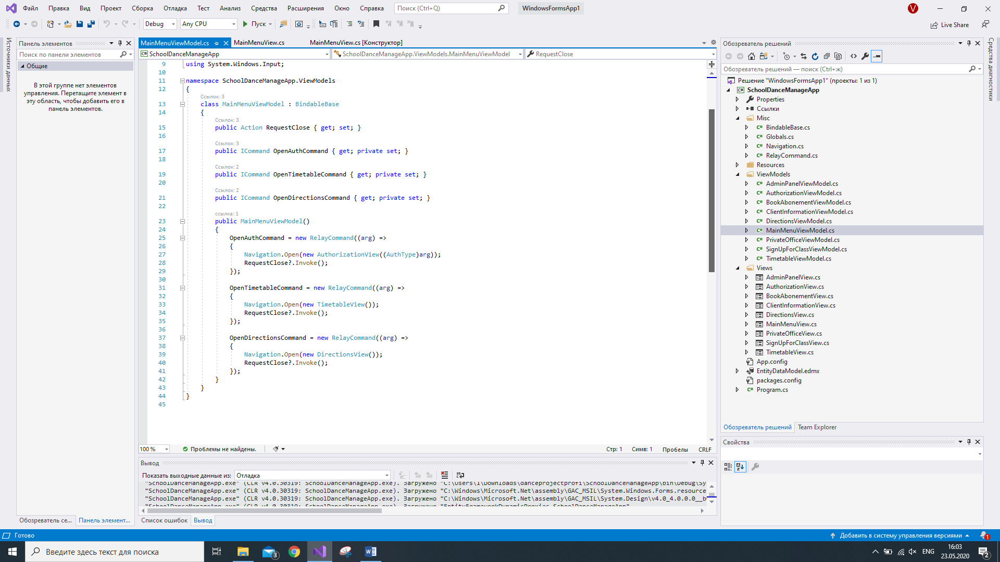 Файл Правка Вид Проект Сборка Отладка Тест Анализ Средства Расширения Окно Справка Поиск (Ctrl+Q) WindowsFormsApp1 V
Debug Any CPU Пуск Live Share
Источники данных
Панель элементов
Поиск по панели элементов
Общие
В этой группе нет элементов
управления. Перетащите элемент в
эту область, чтобы добавить его в
панель элементов.
Обозреватель се... Панель элемент...
MainMenuViewModel.cs MainMenuView.cs MainMenuView.cs [Конструктор]
SchoolDanceManageApp SchoolDanceManageApp.ViewModels.MainMenuViewModel RequestClose
9 using System.Windows.Input;
10
11 namespace SchoolDanceManageApp.ViewModels
12 {
Ссылок: 3
13 class MainMenuViewModel : BindableBase
14 {
Ссылок: 3
15 public Action RequestClose { get; set; }
16
Ссылок: 3
17 public ICommand OpenAuthCommand { get; private set; }
18
Ссылок: 2
19 public ICommand OpenTimetableCommand { get; private set; }
20
Ссылок: 2
21 public ICommand OpenDirectionsCommand { get; private set; }
22
ссылка: 1
23 public MainMenuViewModel()
24 {
25 OpenAuthCommand = new RelayCommand((arg) =>
26 {
27 Navigation.Open(new AuthorizationView((AuthType)arg));
28 RequestClose?.Invoke();
29 });
30
31 OpenTimetableCommand = new RelayCommand((arg) =>
32 {
33 Navigation.Open(new TimetableView());
34 RequestClose?.Invoke();
35 });
36
37 OpenDirectionsCommand = new RelayCommand((arg) =>
38 {
39 Navigation.Open(new DirectionsView());
40 RequestClose?.Invoke();
41 });
42 }
43 }
44 }
45
100 % Проблемы не найдены. Стр: 1 Симв: 1 Пробелы CRLF
Вывод
Показать выходные данные из: Отладка
"SchoolDanceManageApp.exe" (CLR v4.0.30319: SchoolDanceManageApp.exe). Загружено "C:\Users\1\Downloads\danceprojectprofi\SchoolDanceManageApp\bin\Debug\Sy
"SchoolDanceManageApp.exe" (CLR v4.0.30319: SchoolDanceManageApp.exe). Загружено "C:\Windows\Microsoft.Net\assembly\GAC_MSIL\System.Windows.Forms.resource
"SchoolDanceManageApp.exe" (CLR v4.0.30319: SchoolDanceManageApp.exe). Загружено "C:\Windows\Microsoft.Net\assembly\GAC_MSIL\System.Design\v4.0_4.0.0.0__b
"SchoolDanceManageApp.exe" (CLR v4.0.30319: SchoolDanceManageApp.exe). Загружено "EntityFrameworkDynamicProxies-SchoolDanceManageApp"
Список ошибок Вывод
Обозреватель решений
Обозреватель решений — поиск (Ctrl+ж)
Решение "WindowsFormsApp1" (проекты: 1 из 1)
SchoolDanceManageApp
Properties
Ссылки
Misc
BindableBase.cs
Globals.cs
Navigation.cs
RelayCommand.cs
Resources
ViewModels
AdminPanelViewModel.cs
AuthorizationViewModel.cs
BookAbonementViewModel.cs
ClientInformationViewModel.cs
DirectionsViewModel.cs
MainMenuViewModel.cs
PrivateOfficeViewModel.cs
SignUpForClassViewModel.cs
TimetableViewModel.cs
Views
AdminPanelView.cs
AuthorizationView.cs
BookAbonementView.cs
ClientInformationView.cs
DirectionsView.cs
MainMenuView.cs
PrivateOfficeView.cs
SignUpForClassView.cs
TimetableView.cs
App.config
EntityDataModel.edmx
packages.config
Program.cs
Обозреватель решений Team Explorer
Свойства
Средства диагностики
Готово Добавить в систему управления версиями 1
Введите здесь текст для поиска 3 ENG 16:03
23.05.2020 2